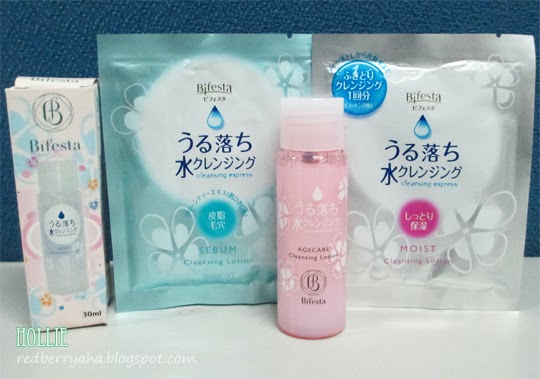 Bifesta
うる落ち
水クレンジング
30ml
Bifesta
ビフェスタ
うる落ち
水クレンジング
cleansing express
皮脂
毛穴
SEBUM
Cleansing Lotion
うる落ち
水クレンジング
AGECARE
Cleansing Lotion
Bifesta
ふきとり
クレンジング
1回分
Bifesta
ビフェスタ
うる落ち
水クレンジング
cleansing express
しっとり
保湿
MOIST
Cleansing Lotion
HOLLIE
redberryaha.blogspot.com